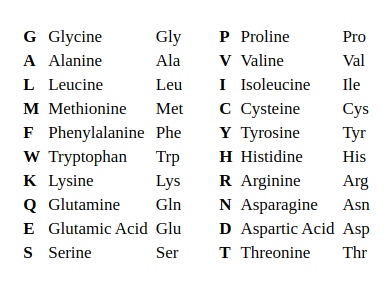 G Glycine Gly P Proline Pro
A Alanine Ala V Valine Val
L Leucine Leu I Isoleucine Ile
M Methionine Met C Cysteine Cys
F Phenylalanine Phe Y Tyrosine Tyr
W Tryptophan Trp H Histidine His
K Lysine Lys R Arginine Arg
Q Glutamine Gln N Asparagine Asn
E Glutamic Acid Glu D Aspartic Acid Asp
S Serine Ser T Threonine Thr